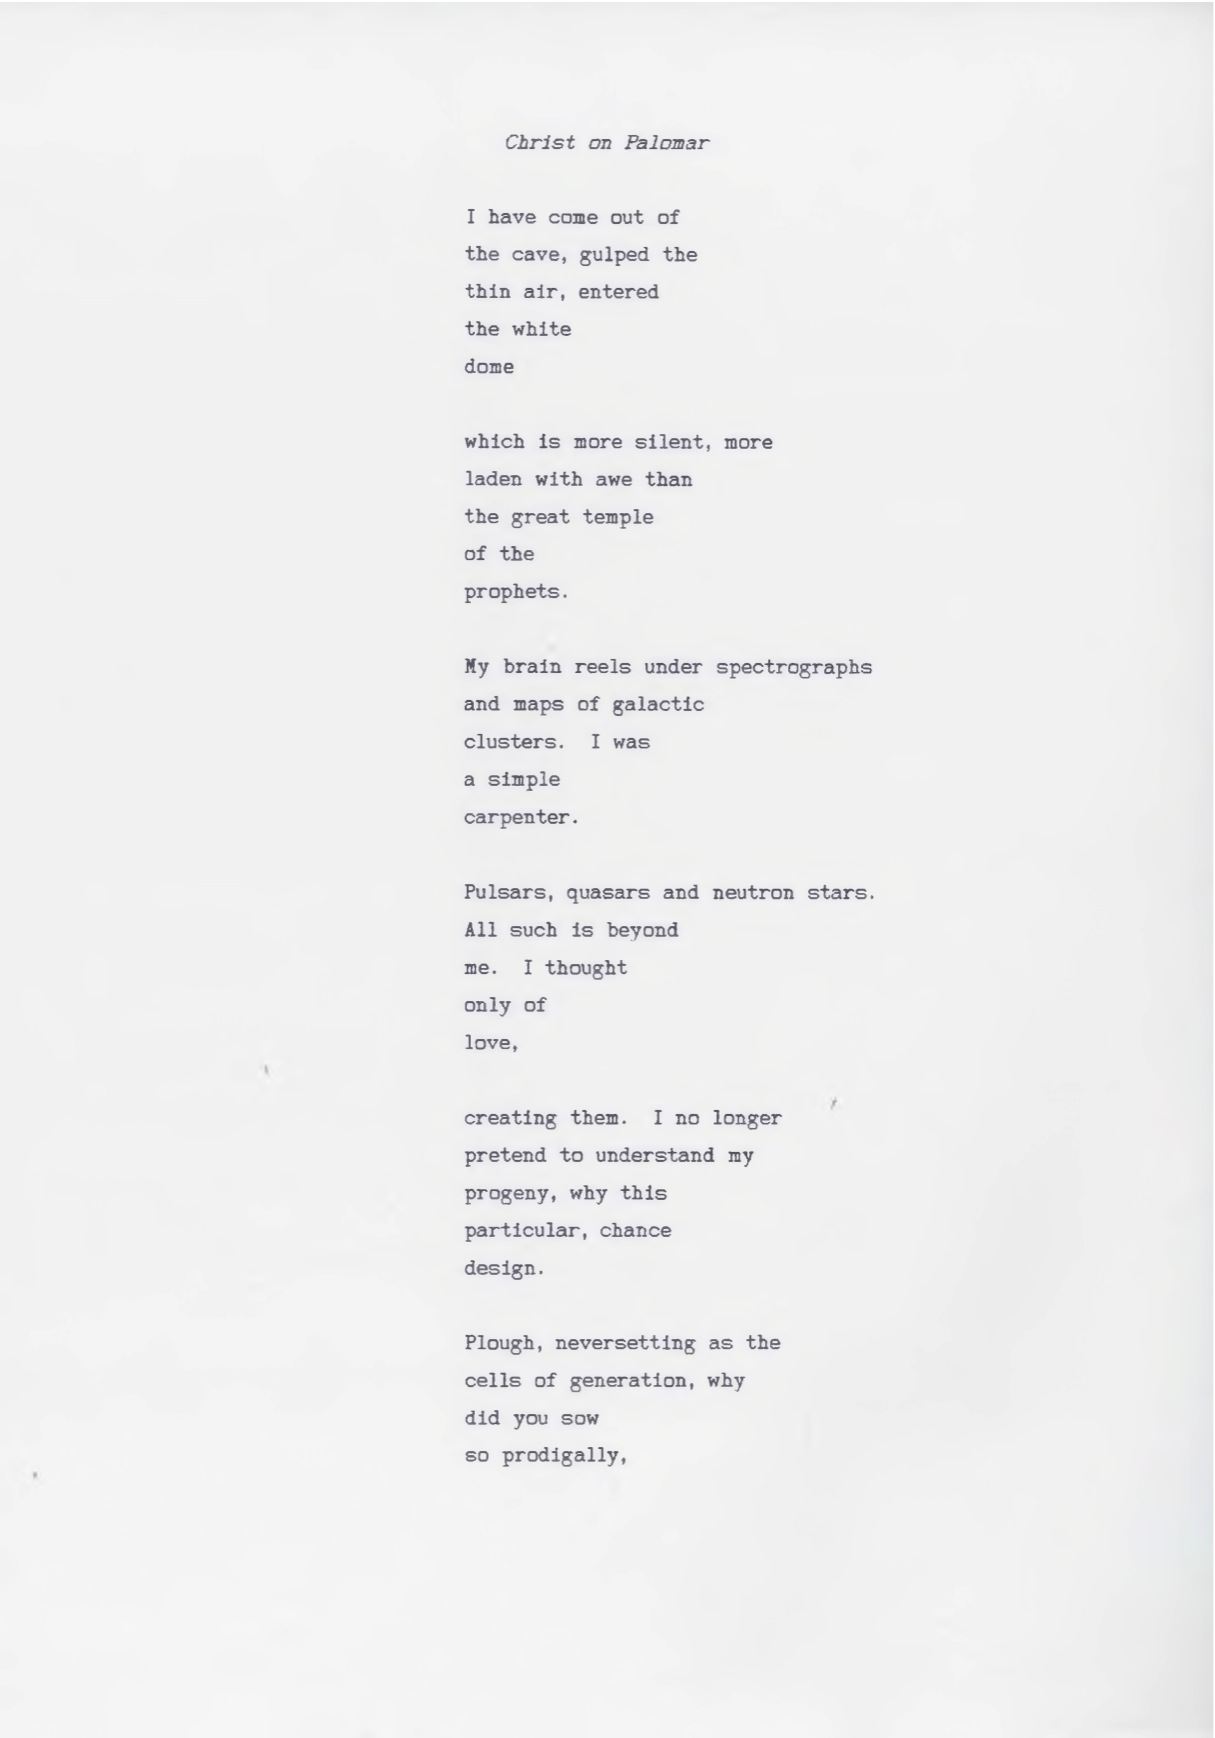 Christ on Palomar
I have come out of
the cave, gulped the
thin air, entered
the white
dome
which is more silent, more
laden with awe than
the great temple
of the
prophets.
My brain reels under spectrographs
and maps of galactic
clusters.  I was
a simple
carpenter.
Pulsars, quasars and neutron stars.
All such is beyond
me.  I thought
only of
love,
creating them.  I no longer
pretend to understand my
progeny, why this
particular, chance
design.
Plough, neversetting as the
cells of generation, why
did you sow
so prodigally,